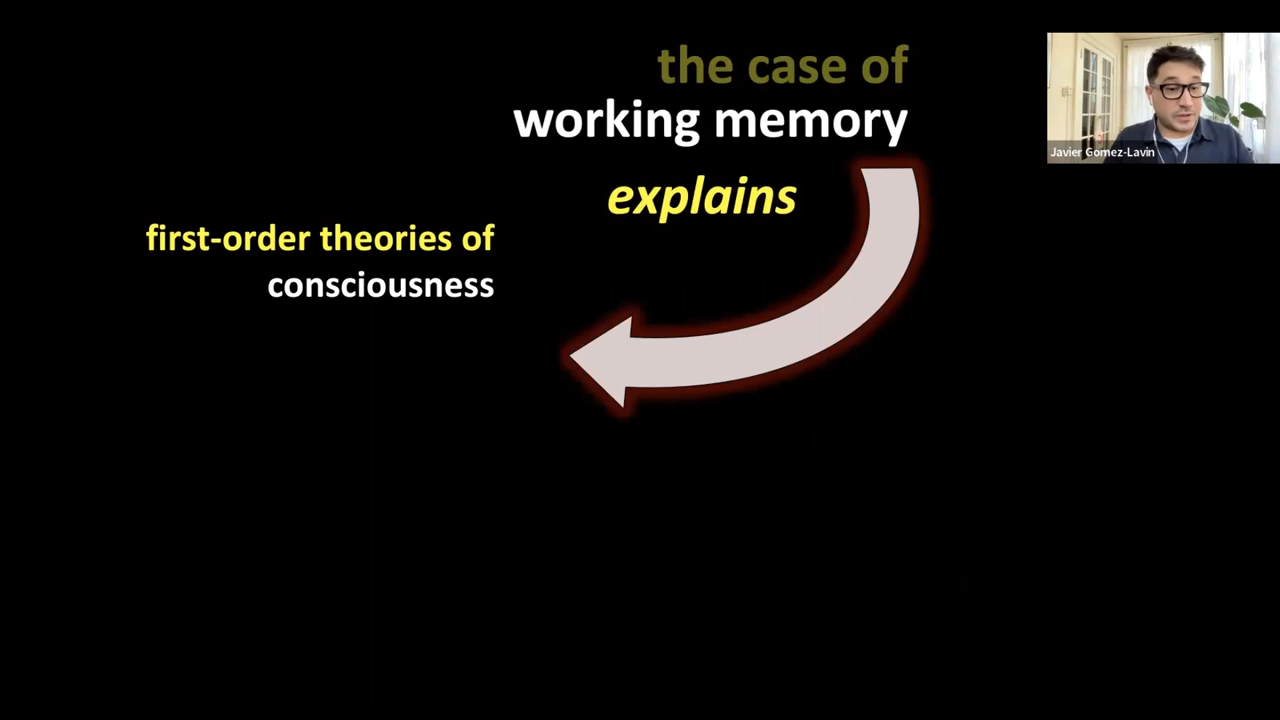 the case of
working memory
explains
first-order theories of
consciousness
Javier Gomez-Lavin